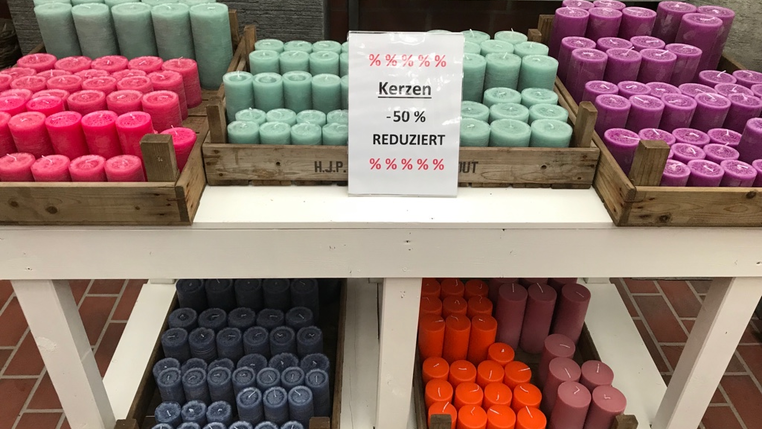 % % % % %
Kerzen
-50 %
REDUZIERT
% % % % %
H.J.P.